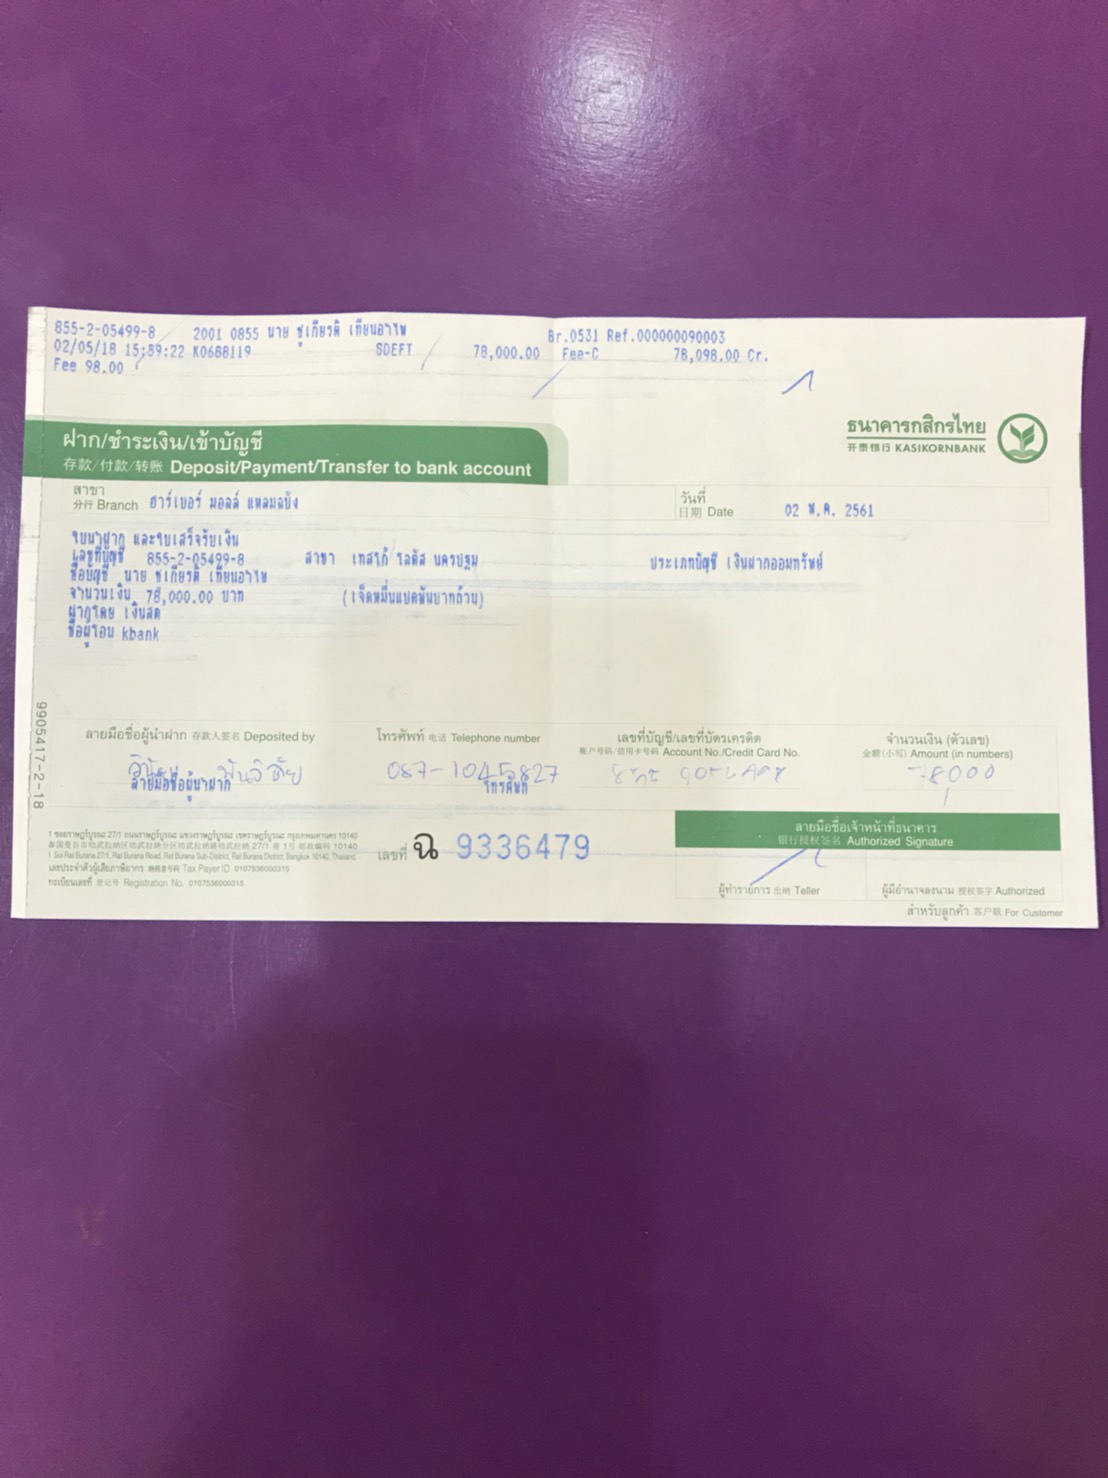 855-2-05499-8 2001 0855 นาย ชูเกียรติ เทียนอำไพ Br.0531 Ref.000000090003
02/05/18 15:39:22 K0688119 SDEFT 78,000.00 Fee-C 78,098.00 Cr.
Fee 98.00
ฝาก/ชำระเงิน/เข้าบัญชี
存款/付款/转账 Deposit/Payment/Transfer to bank account
ธนาคารกสิกรไทย
开泰银行 KASIKORNBANK
สาขา
分行 Branch ฮาร์เบอร์ มอลล์ แหลมฉบัง
วันที่
日期 Date 02 พ.ค. 2561
ใบนำฝาก และใบเสร็จรับเงิน
เลขที่บัญชี 855-2-05499-8 สาขา เทสโก้ โลตัส นครปฐม ประเภทบัญชี เงินฝากออมทรัพย์
ชื่อบัญชี นาย ชูเกียรติ เทียนอำไพ
จำนวนเงิน 78,000.00 บาท (เจ็ดหมื่นแปดพันบาทถ้วน)
ฝากโดย เงินสด
ชื่อผู้โอน kbank
9905417-2-18
ลายมือชื่อผู้นำฝาก 存款人签名 Deposited by
โทรศัพท์ 电话 Telephone number
เลขที่บัญชี/เลขที่บัตรเครดิต
账户号码/信用卡号码 Account No./Credit Card No.
จำนวนเงิน (ตัวเลข)
金额(小写) Amount (in numbers)
087-1045827
78000
ลายมือชื่อผู้นำฝาก โทรศัพท์
1 ซอยราษฎร์บูรณะ 27/1 ถนนราษฎร์บูรณะ แขวงราษฎร์บูรณะ เขตราษฎร์บูรณะ กรุงเทพมหานคร 10140
1 Soi Rat Burana 27/1, Rat Burana Road, Rat Burana Sub-District, Rat Burana District, Bangkok 10140, Thailand
เลขประจำตัวผู้เสียภาษีอากร 纳税者号码 Tax Payer ID 0107536000315
ทะเบียนเลขที่ 登记号 Registration No. 0107536000315
เลขที่ ฉ 9336479
ลายมือชื่อเจ้าหน้าที่ธนาคาร
银行授权签名 Authorized Signature
ผู้ทำรายการ 出纳 Teller
ผู้มีอำนาจลงนาม 授权签字 Authorized
สำหรับลูกค้า 客户联 For Customer